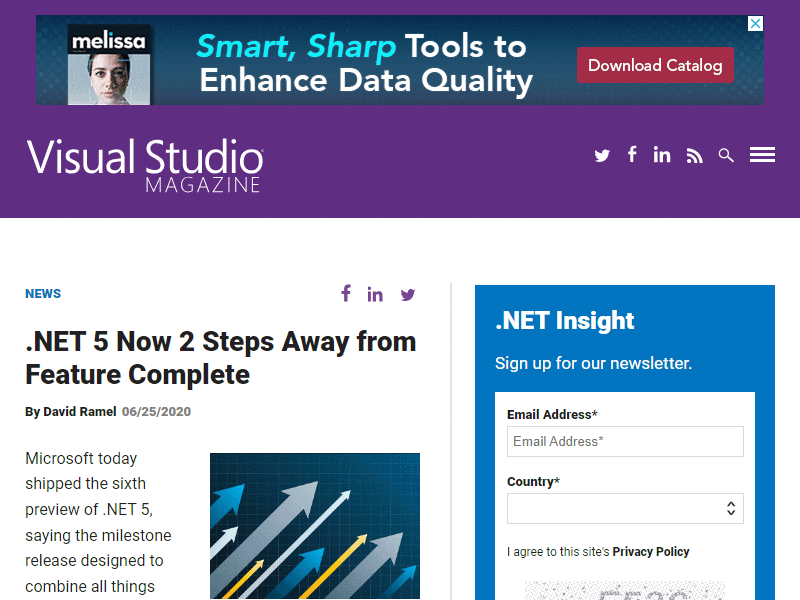 melissa
Smart, Sharp Tools to
Enhance Data Quality
Download Catalog
Visual Studio
MAGAZINE
NEWS
.NET 5 Now 2 Steps Away from
Feature Complete
By David Ramel 06/25/2020
Microsoft today
shipped the sixth
preview of .NET 5,
saying the milestone
release designed to
combine all things
.NET Insight
Sign up for our newsletter.
Email Address*
Email Address*
Country*
I agree to this site's Privacy Policy